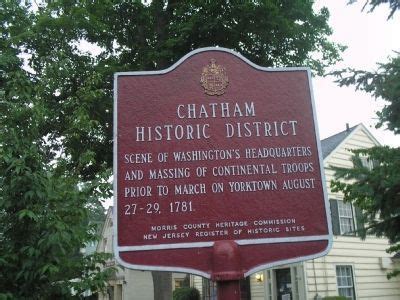 CHATHAM
HISTORIC DISTRICT
SCENE OF WASHINGTON'S HEADQUARTERS
AND MASSING OF CONTINENTAL TROOPS
PRIOR TO MARCH ON YORKTOWN AUGUST
27-29, 1781.
MORRIS COUNTY HERITAGE COMMISSION
NEW JERSEY REGISTER OF HISTORIC SITES